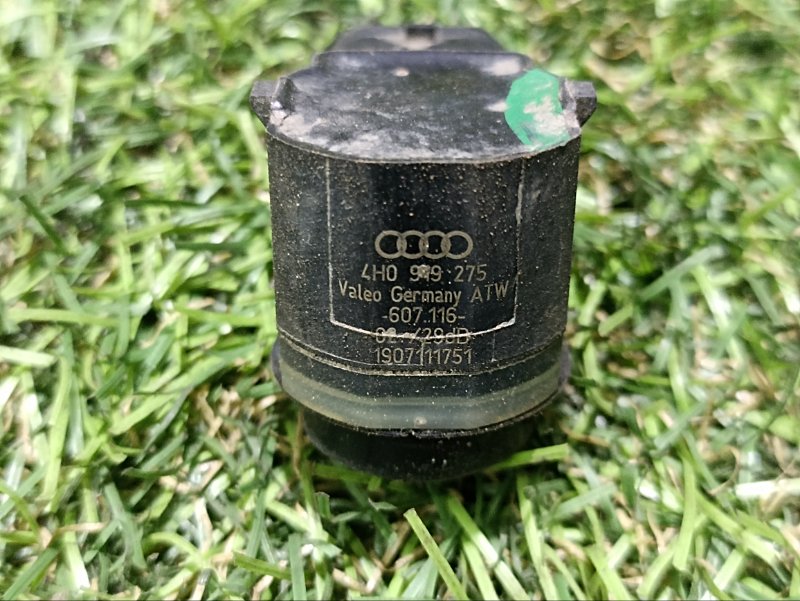 4H0 919 275
Valeo Germany ATW
-607.116-
1907111751